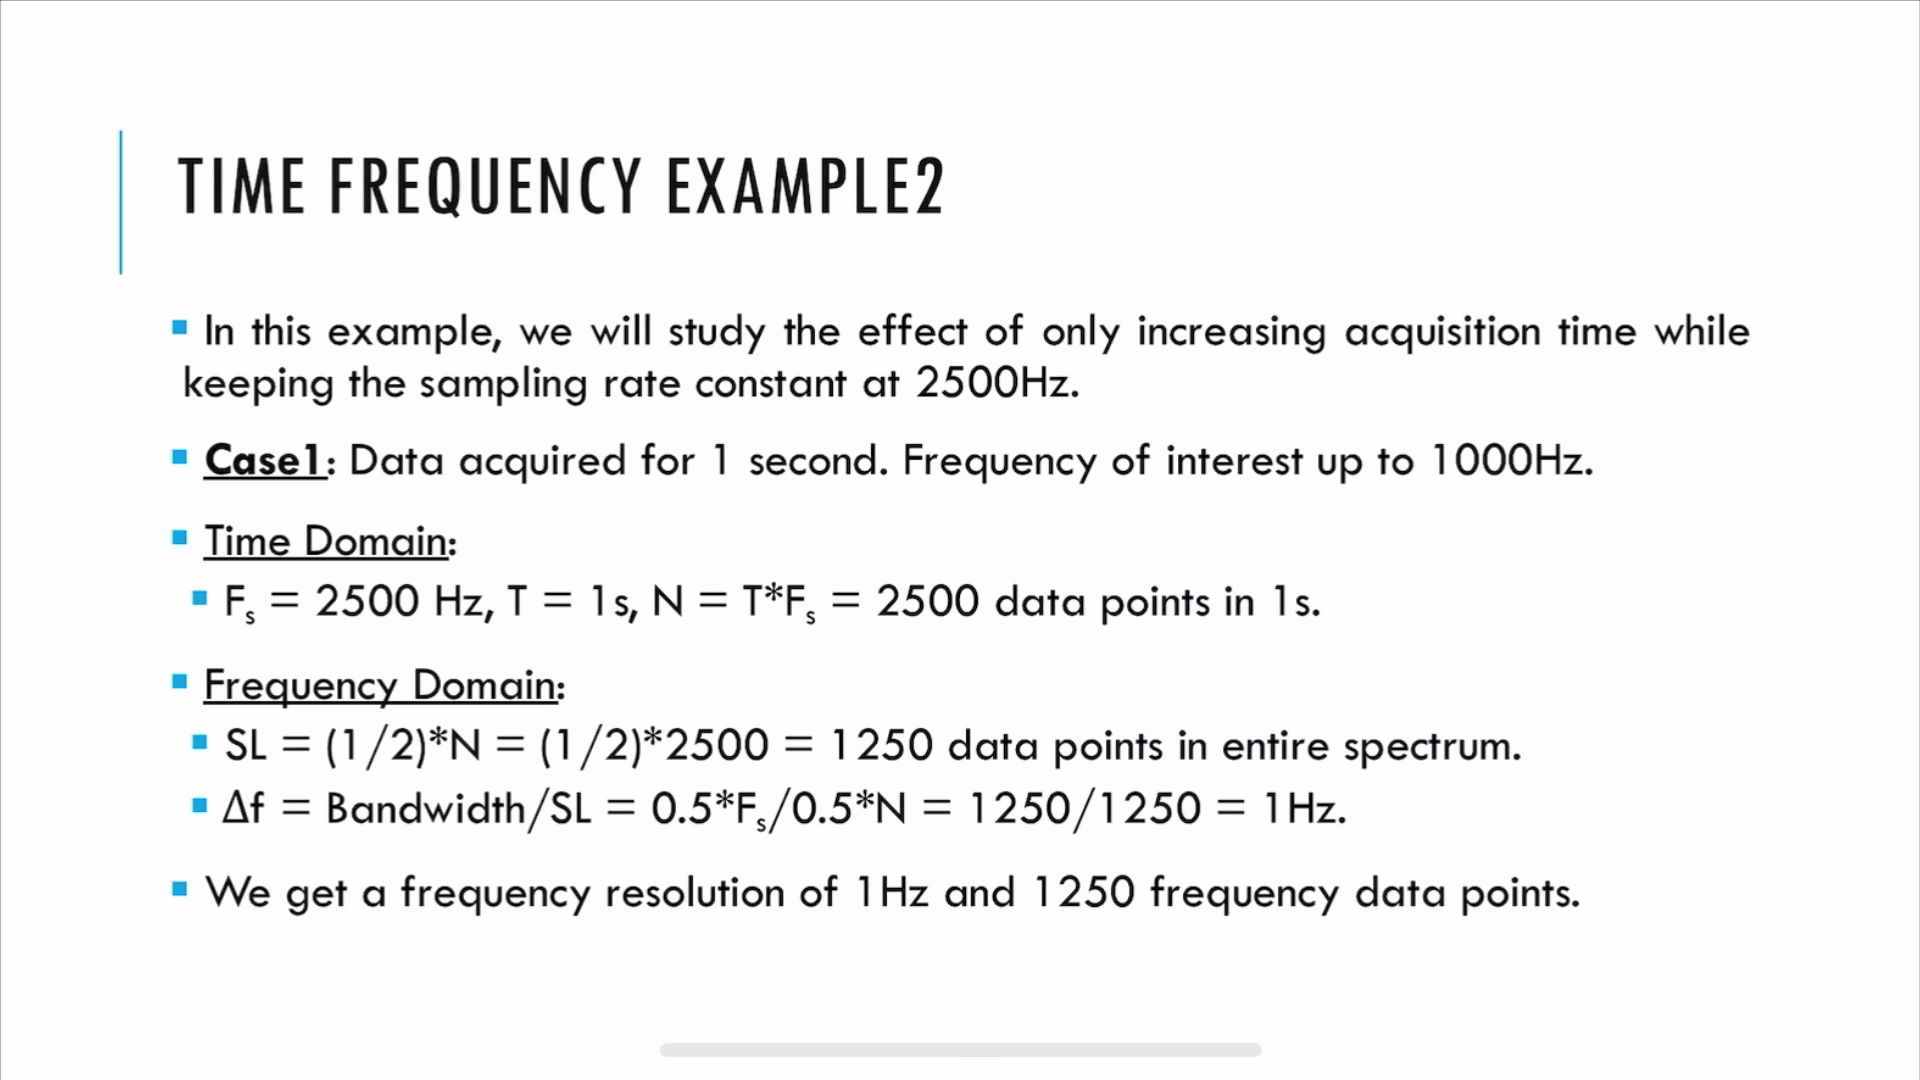 TIME FREQUENCY EXAMPLE2
▪ In this example, we will study the effect of only increasing acquisition time while
keeping the sampling rate constant at 2500Hz.
▪ Case1: Data acquired for 1 second. Frequency of interest up to 1000Hz.
▪ Time Domain:
▪ Fₛ = 2500 Hz, T = 1s, N = T*Fₛ = 2500 data points in 1s.
▪ Frequency Domain:
▪ SL = (1/2)*N = (1/2)*2500 = 1250 data points in entire spectrum.
▪ Δf = Bandwidth/SL = 0.5*Fₛ/0.5*N = 1250/1250 = 1Hz.
▪ We get a frequency resolution of 1Hz and 1250 frequency data points.